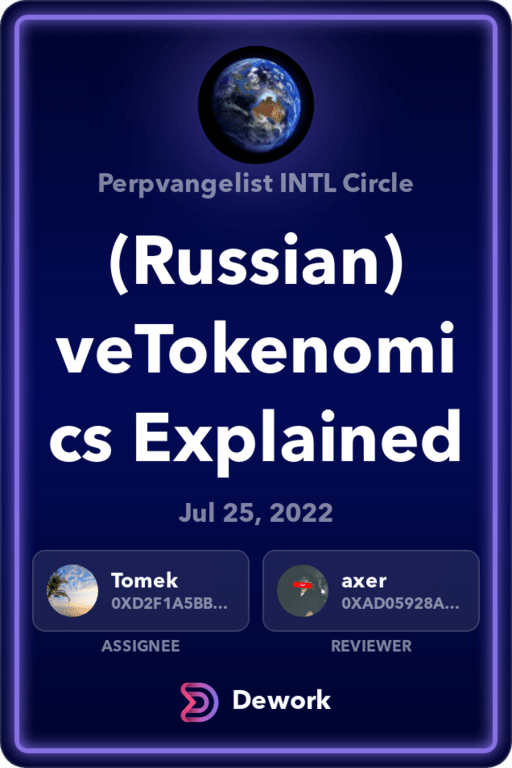 Perpvangelist INTL Circle
(Russian)
veTokenomi
cs Explained
Jul 25, 2022
Tomek
0XD2F1A5BB...
ASSIGNEE
axer
0XAD05928A...
REVIEWER
Dework